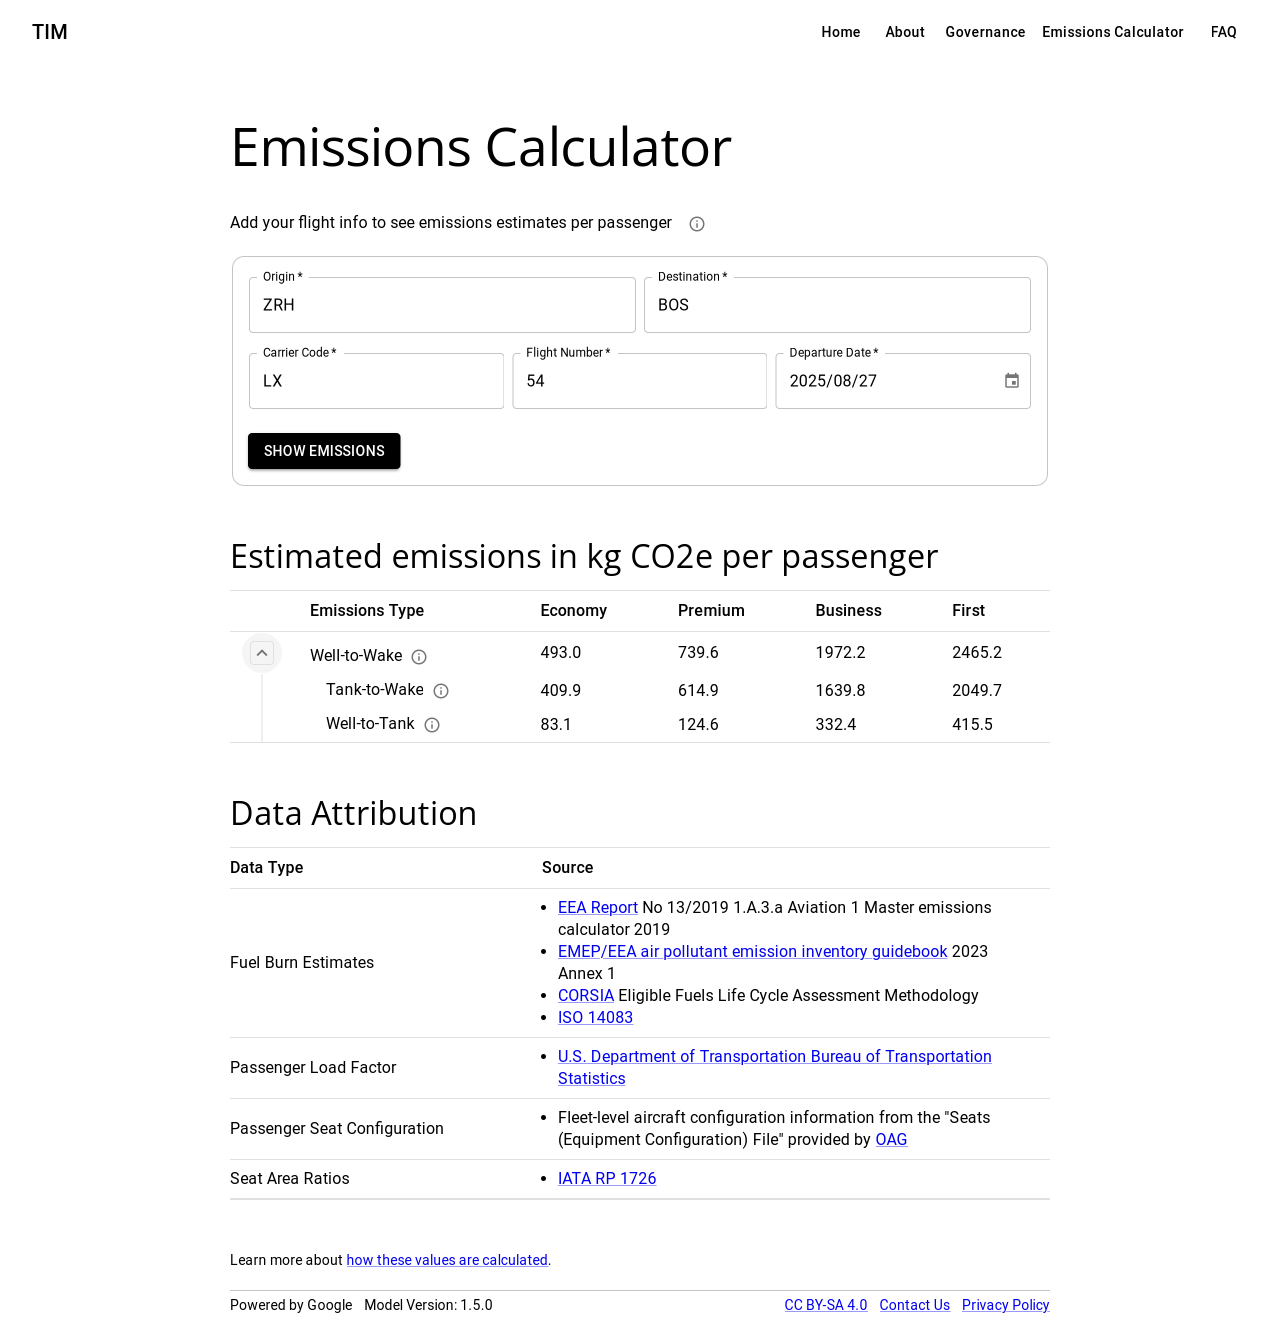 TIM
Home About Governance Emissions Calculator FAQ
Emissions Calculator
Add your flight info to see emissions estimates per passenger
Origin * Destination *
ZRH BOS
Carrier Code * Flight Number * Departure Date *
LX 54 2025/08/27
SHOW EMISSIONS
Estimated emissions in kg CO2e per passenger
Emissions Type Economy Premium Business First
Well-to-Wake 493.0 739.6 1972.2 2465.2
Tank-to-Wake 409.9 614.9 1639.8 2049.7
Well-to-Tank 83.1 124.6 332.4 415.5
Data Attribution
Data Type Source
Fuel Burn Estimates
• EEA Report No 13/2019 1.A.3.a Aviation 1 Master emissions
calculator 2019
• EMEP/EEA air pollutant emission inventory guidebook 2023
Annex 1
• CORSIA Eligible Fuels Life Cycle Assessment Methodology
• ISO 14083
Passenger Load Factor
• U.S. Department of Transportation Bureau of Transportation
Statistics
Passenger Seat Configuration
• Fleet-level aircraft configuration information from the "Seats
(Equipment Configuration) File" provided by OAG
Seat Area Ratios
• IATA RP 1726
Learn more about how these values are calculated.
Powered by Google Model Version: 1.5.0 CC BY-SA 4.0 Contact Us Privacy Policy